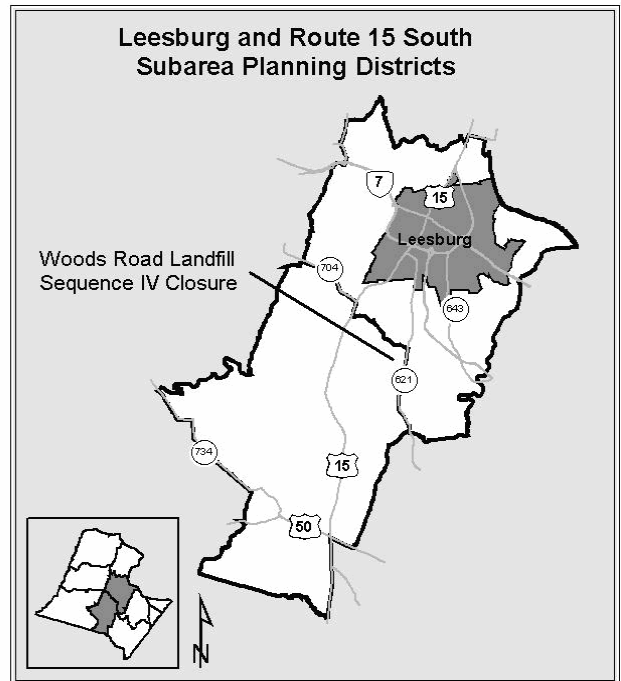 Leesburg and Route 15 South
Subarea Planning Districts
7
15
Leesburg
Woods Road Landfill
Sequence IV Closure
704
643
621
734
15
50
N